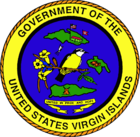 GOVERNMENT OF THE
UNITED STATES VIRGIN ISLANDS